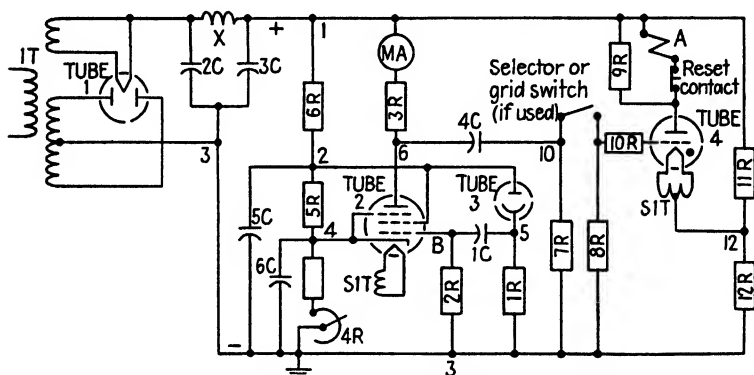 1T
TUBE
1
X
2C
3C
+
1
MA
3R
6R
4C
Selector or
grid switch
(if used)
9R
A
Reset
contact
TUBE
4
10R
11R
3
2
6
10
TUBE
2
TUBE
3
5R
5C
4
B
1C
5
S1T
12
6C
S1T
2R
1R
7R
8R
12R
4R
−
3